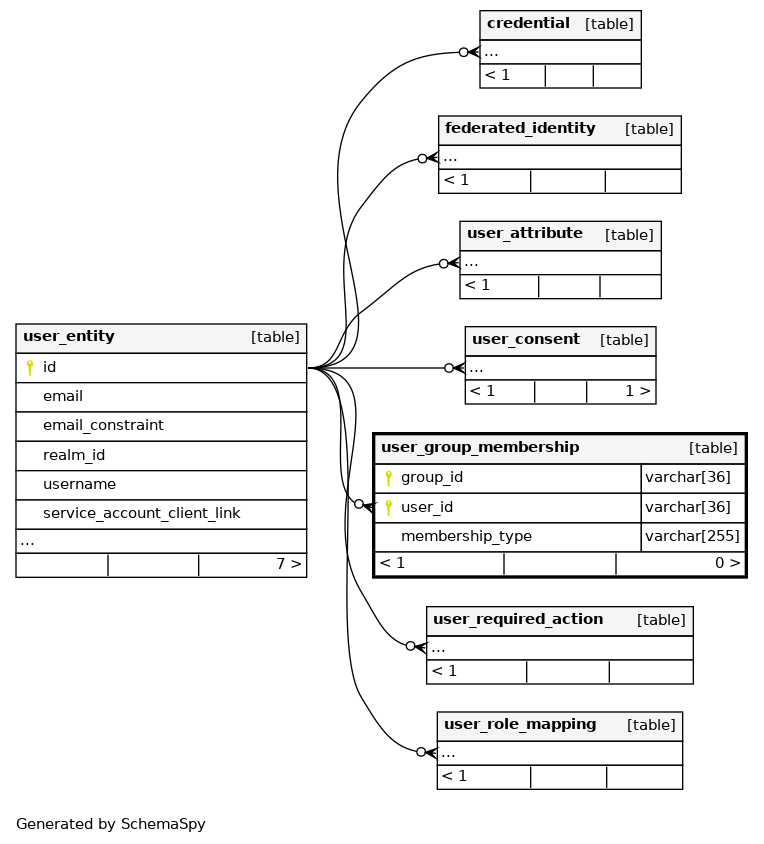 credential [table]
...
< 1
federated_identity [table]
...
< 1
user_attribute [table]
...
< 1
user_entity [table]
id
email
email_constraint
realm_id
username
service_account_client_link
...
7 >
user_consent [table]
...
< 1 1 >
user_group_membership [table]
group_id varchar[36]
user_id varchar[36]
membership_type varchar[255]
< 1 0 >
user_required_action [table]
...
< 1
user_role_mapping [table]
...
< 1
Generated by SchemaSpy